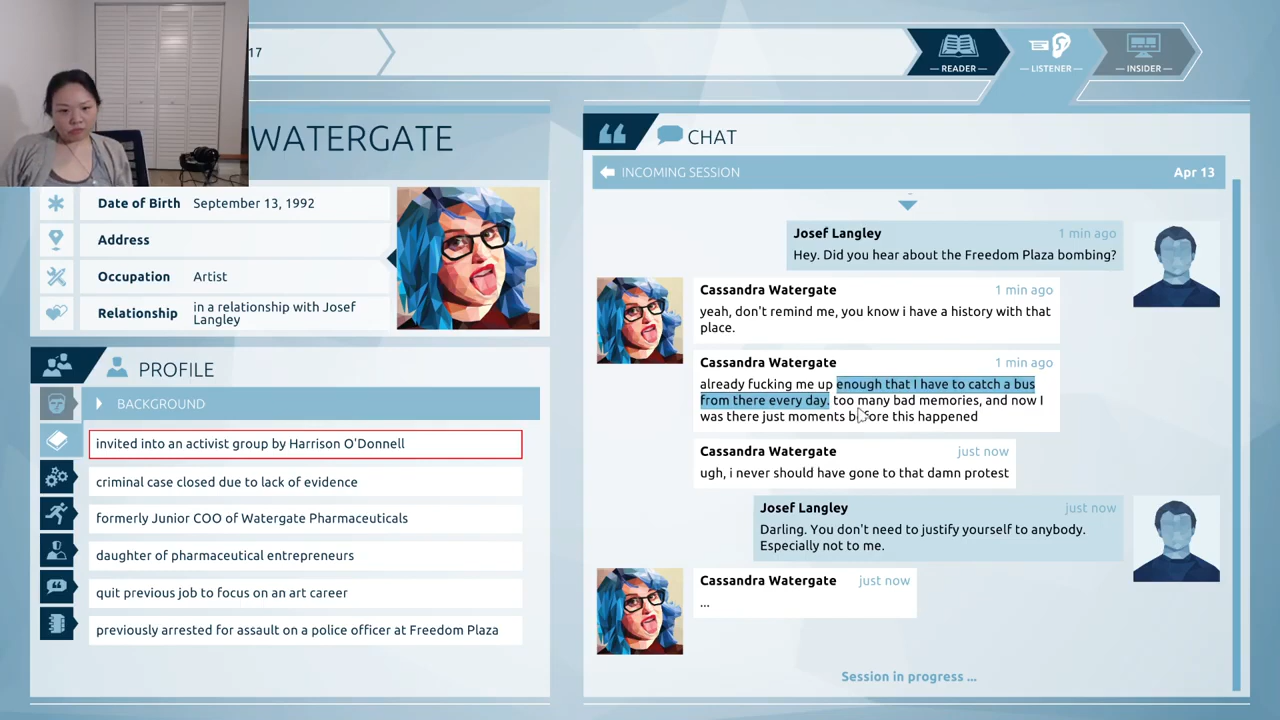 17
READER
LISTENER
INSIDER
WATERGATE
Date of Birth September 13, 1992
Address
Occupation Artist
Relationship in a relationship with Josef
Langley
PROFILE
BACKGROUND
invited into an activist group by Harrison O'Donnell
criminal case closed due to lack of evidence
formerly Junior COO of Watergate Pharmaceuticals
daughter of pharmaceutical entrepreneurs
quit previous job to focus on an art career
previously arrested for assault on a police officer at Freedom Plaza
CHAT
INCOMING SESSION Apr 13
Josef Langley 1 min ago
Hey. Did you hear about the Freedom Plaza bombing?
Cassandra Watergate 1 min ago
yeah, don't remind me, you know i have a history with that
place.
Cassandra Watergate 1 min ago
already fucking me up enough that I have to catch a bus
from there every day. too many bad memories, and now I
was there just moments before this happened
Cassandra Watergate just now
ugh, i never should have gone to that damn protest
Josef Langley just now
Darling. You don't need to justify yourself to anybody.
Especially not to me.
Cassandra Watergate just now
...
Session in progress ...